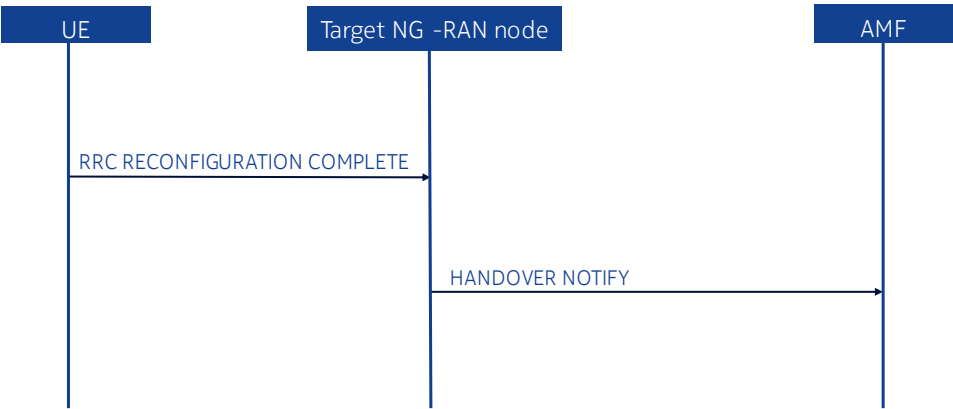 UE
Target NG -RAN node
AMF
RRC RECONFIGURATION COMPLETE
HANDOVER NOTIFY